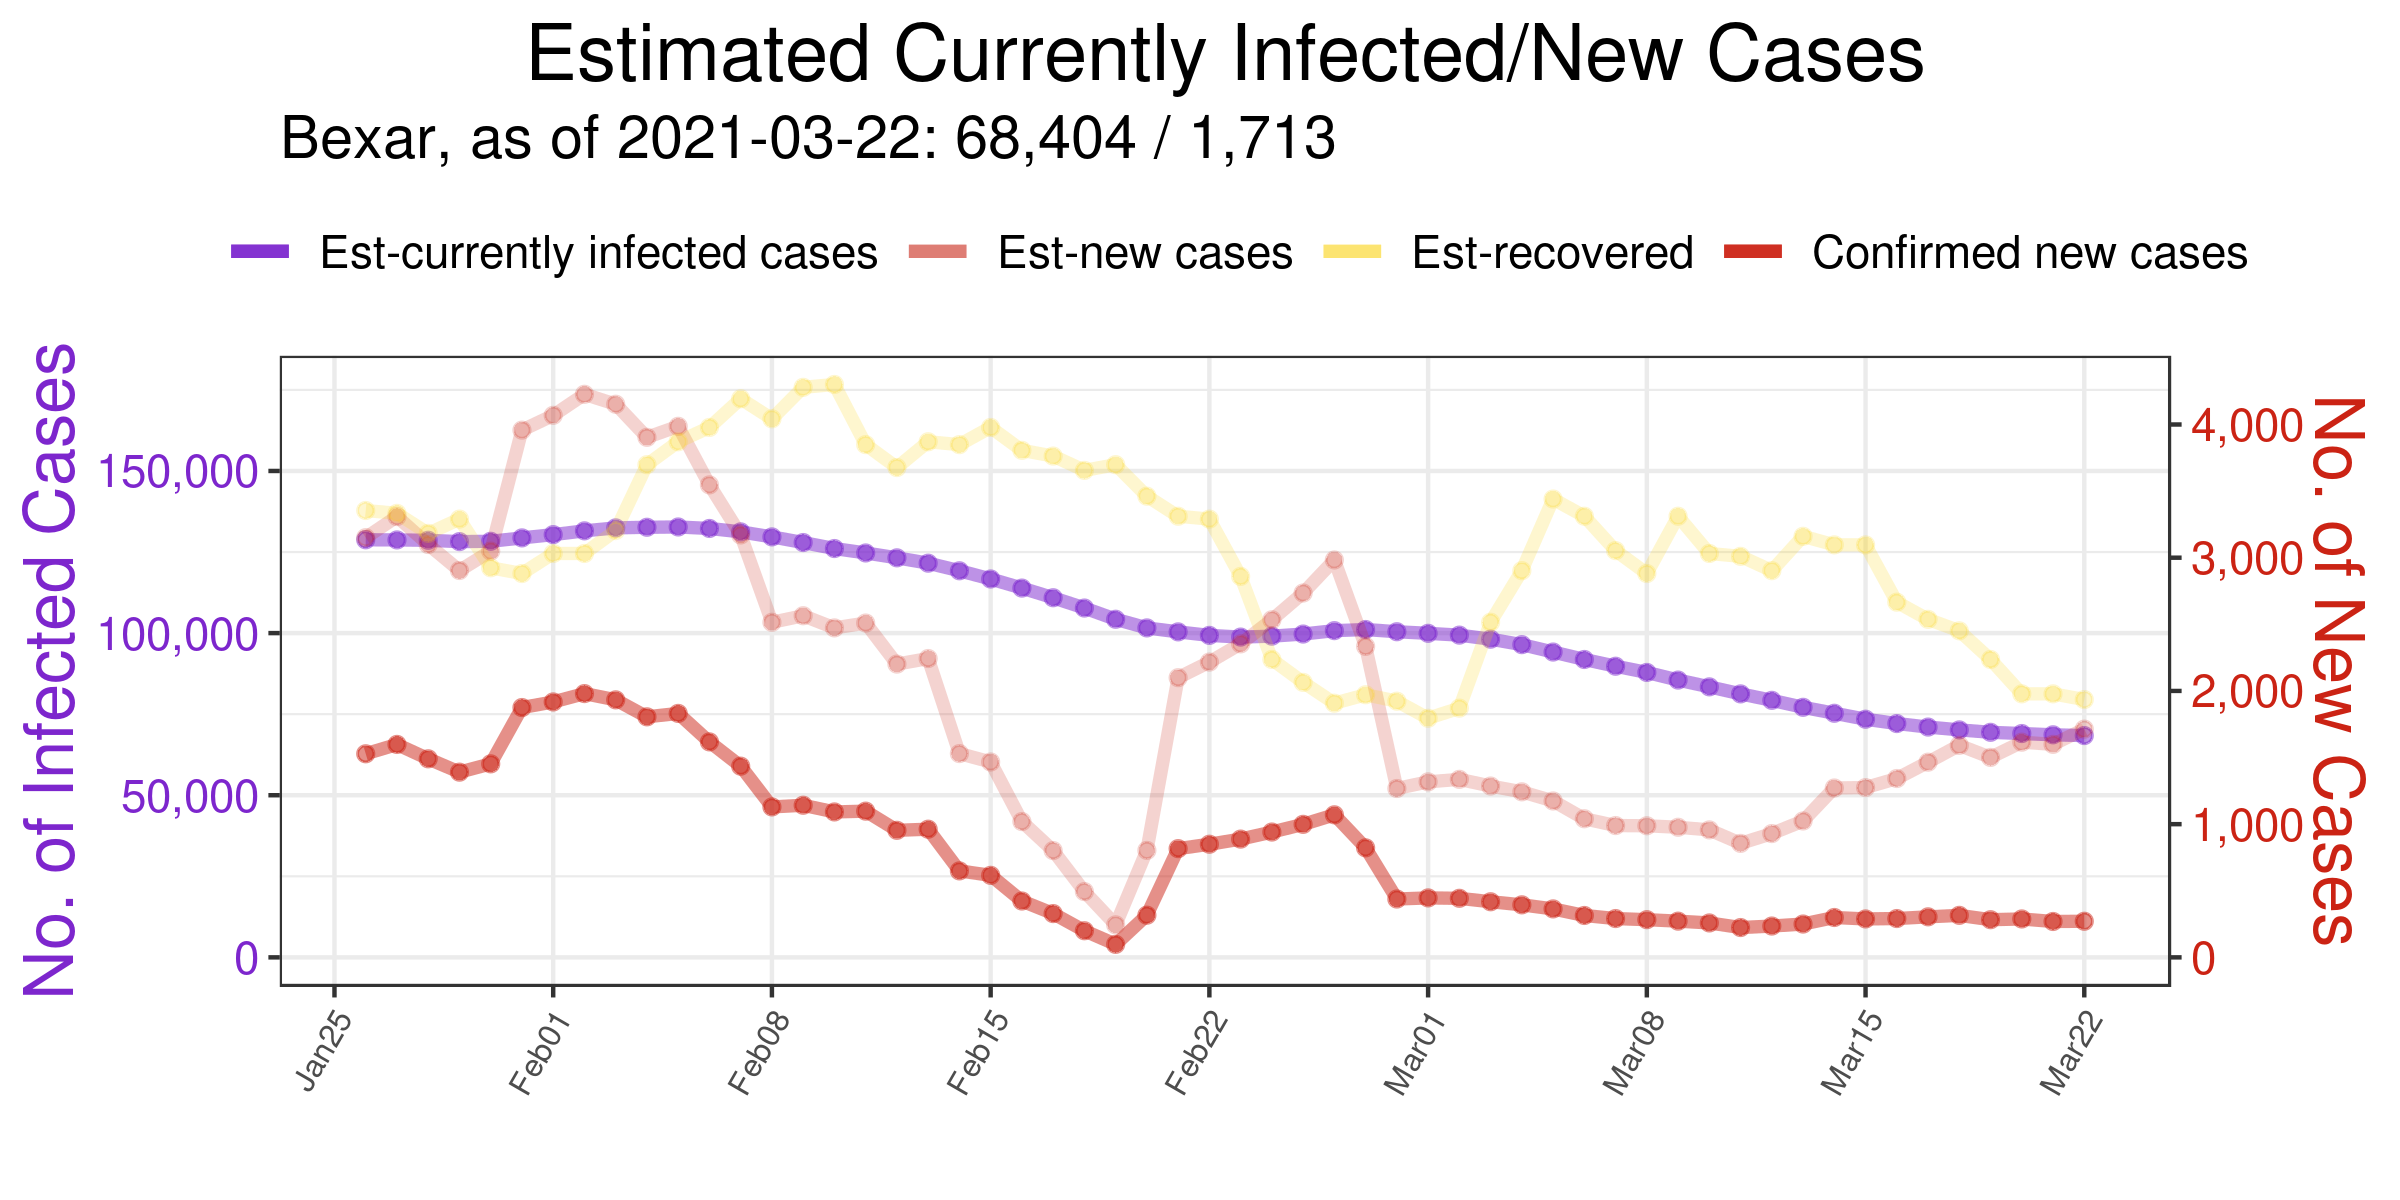 Estimated Currently Infected/New Cases
Bexar, as of 2021-03-22: 68,404 / 1,713
Est-currently infected cases Est-new cases Est-recovered Confirmed new cases
No. of Infected Cases
150,000
100,000
50,000
0
4,000
3,000
2,000
1,000
0
No. of New Cases
Jan25 Feb01 Feb08 Feb15 Feb22 Mar01 Mar08 Mar15 Mar22